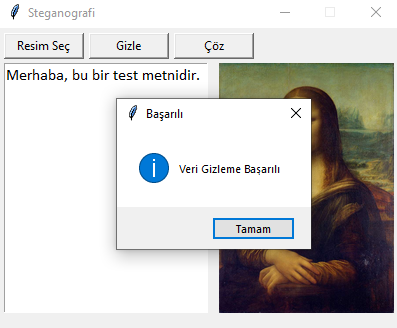 Steganografi
Resim Seç
Gizle
Çöz
Merhaba, bu bir test metnidir.
Başarılı
Veri Gizleme Başarılı
Tamam